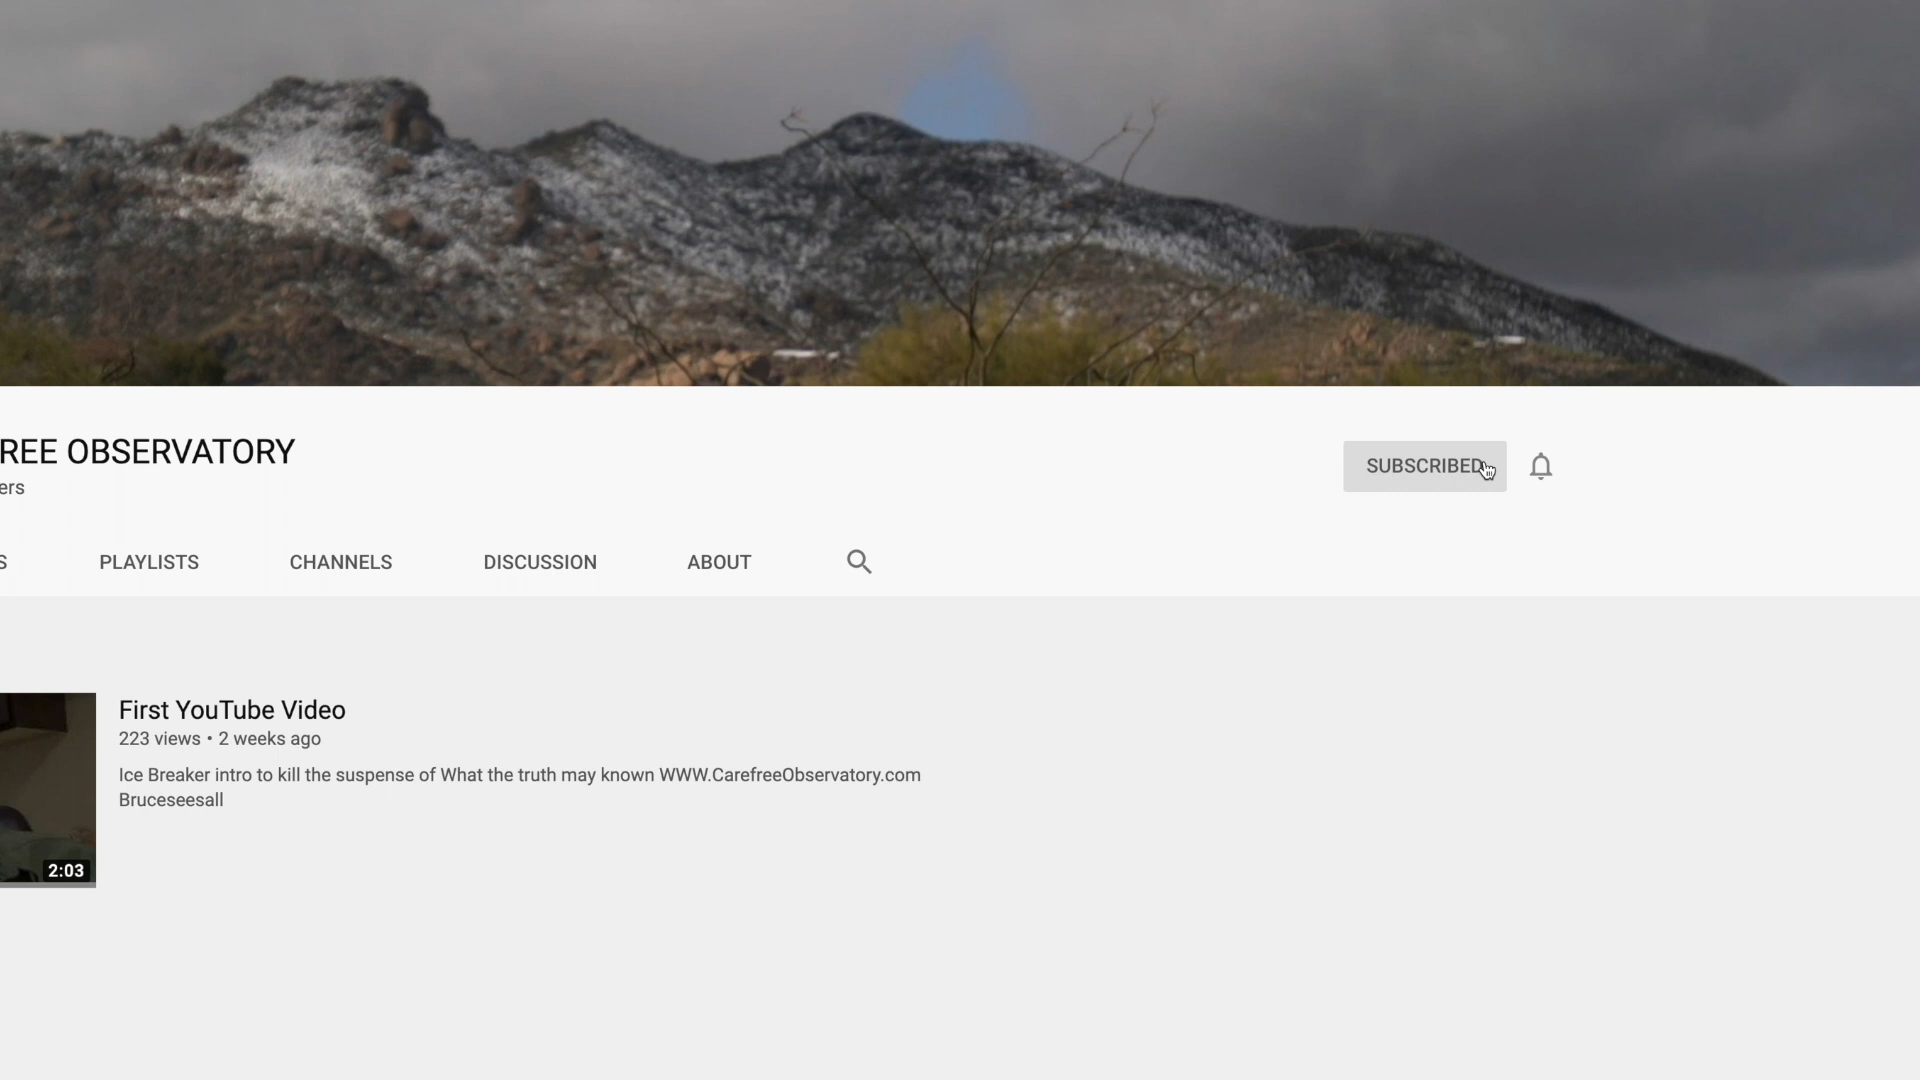 REE OBSERVATORY
SUBSCRIBED
ers
S
PLAYLISTS
CHANNELS
DISCUSSION
ABOUT
First YouTube Video
223 views • 2 weeks ago
Ice Breaker intro to kill the suspense of What the truth may known WWW.CarefreeObservatory.com
Bruceseesall
2:03